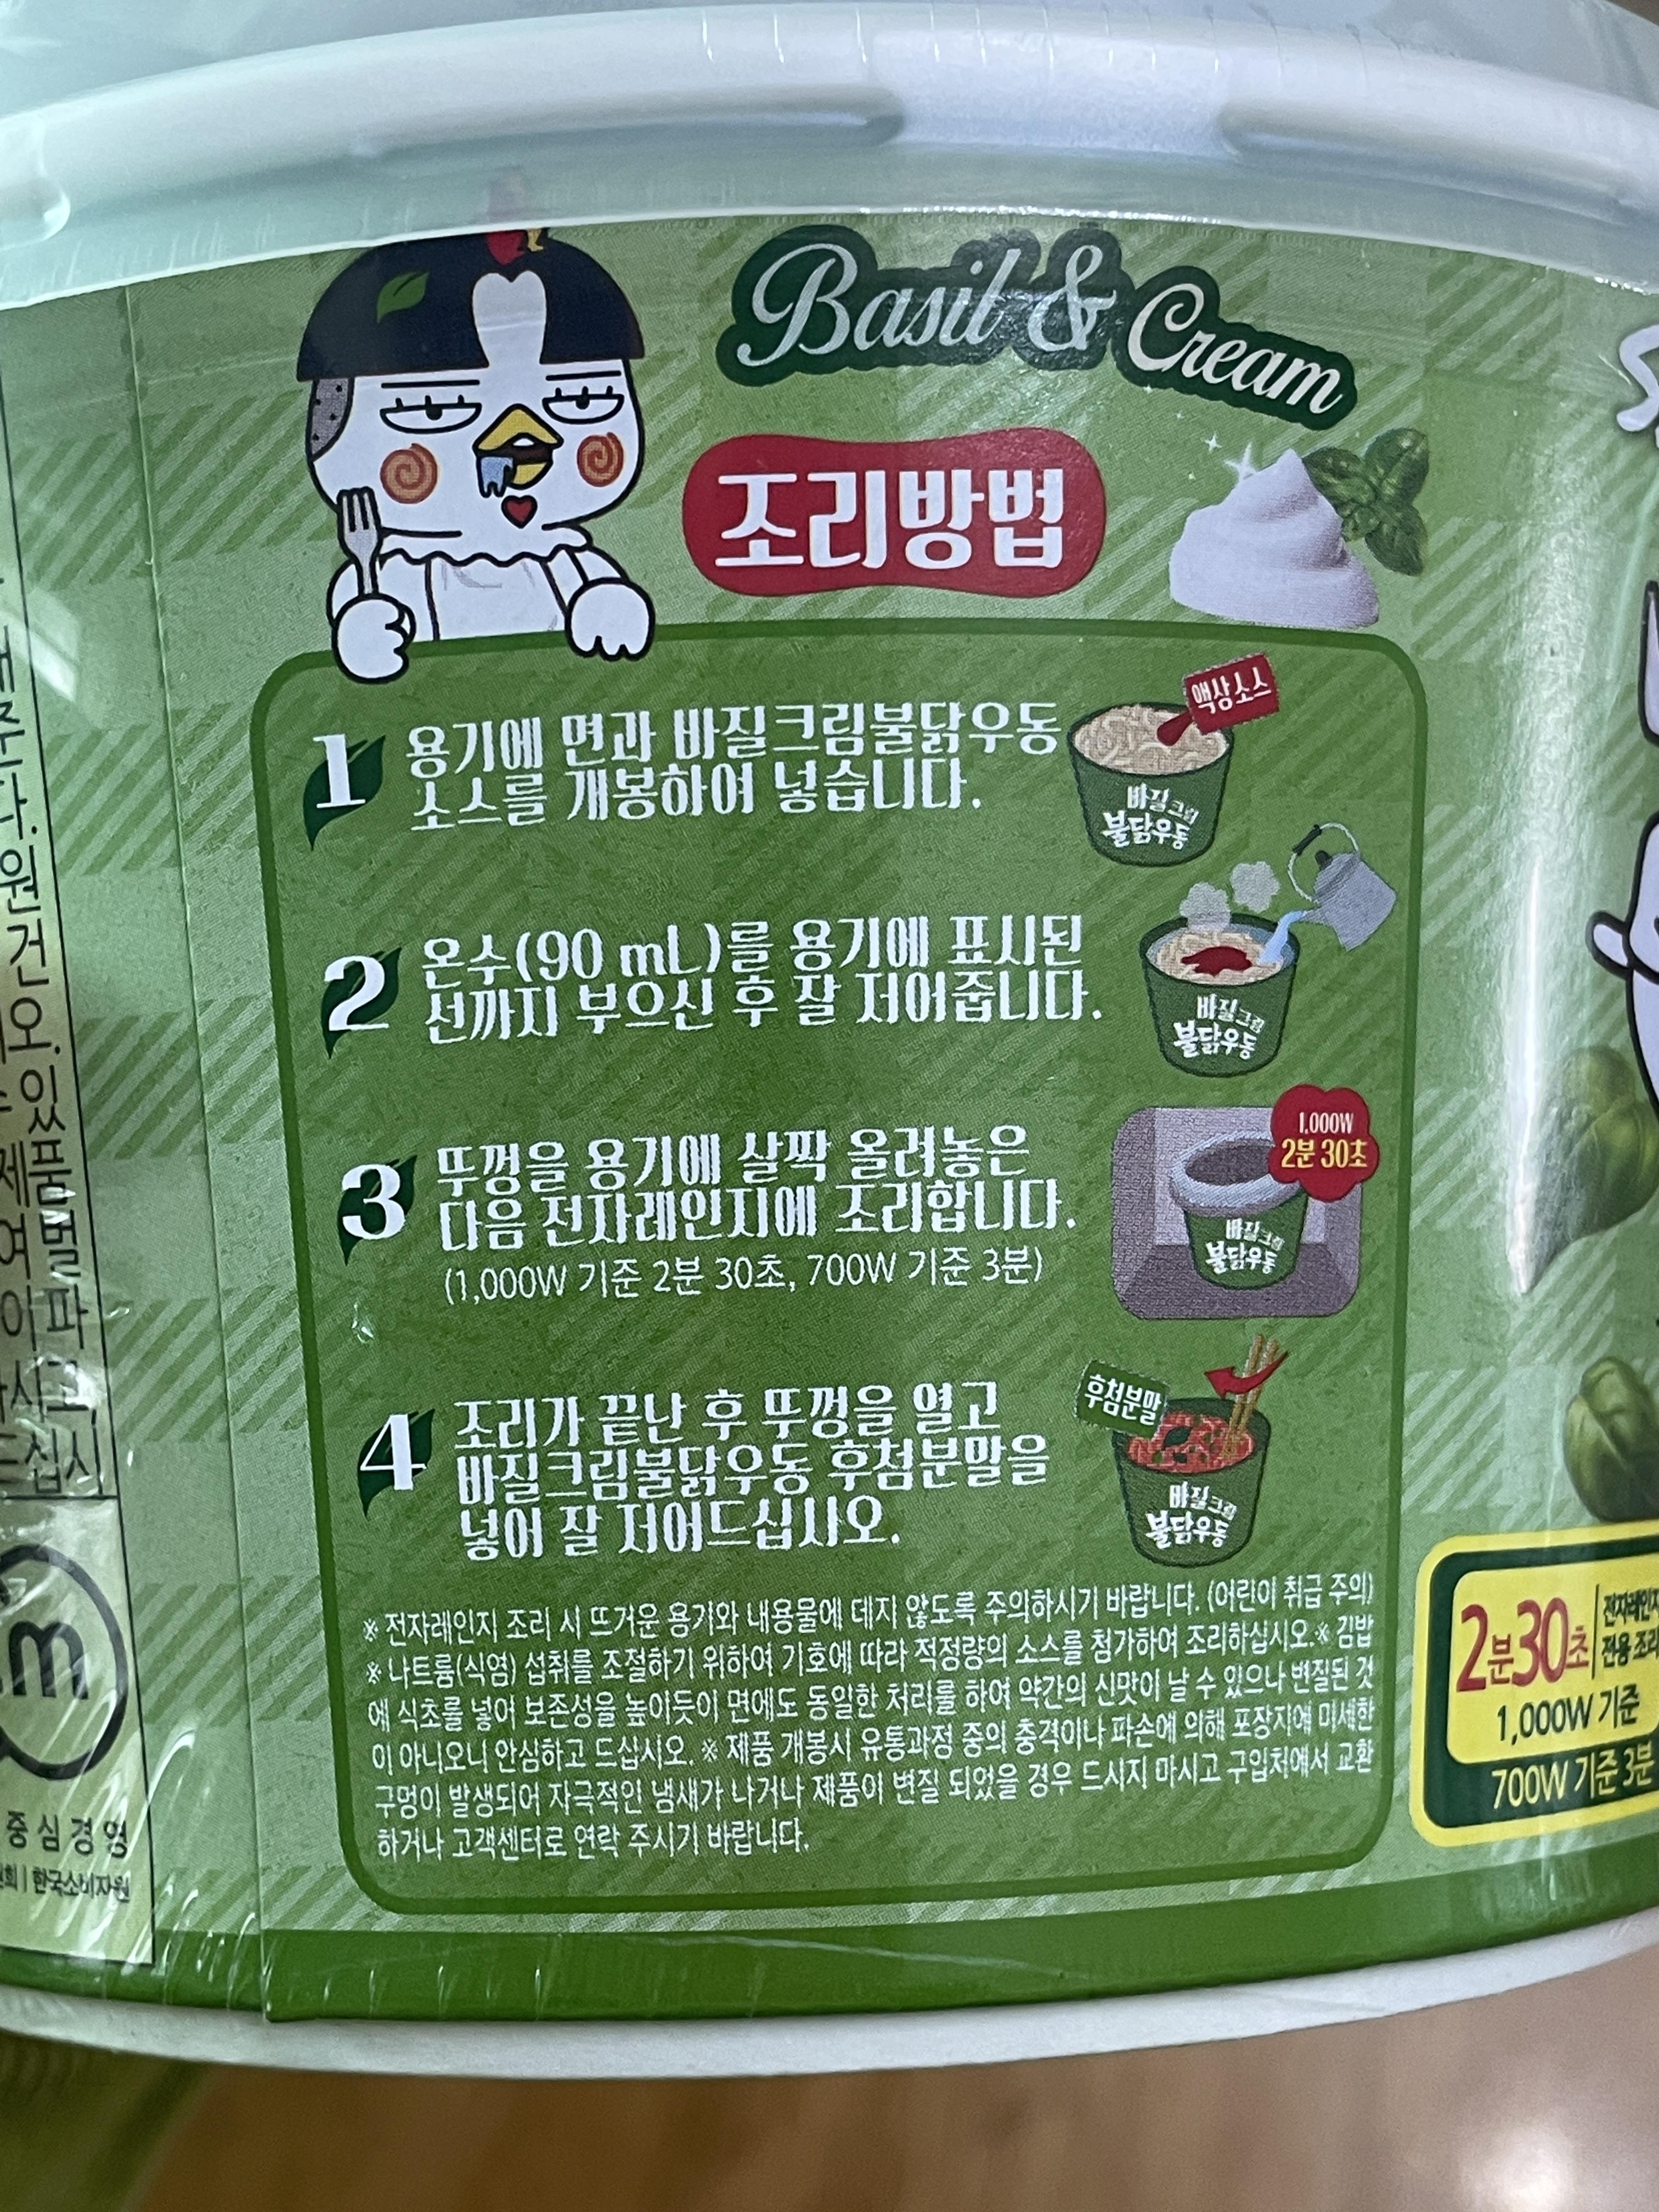 Basil & Cream
조리방법
1 용기에 면과 바질크림불닭우동
소스를 개봉하여 넣습니다.
액상소스
바질크림
불닭우동
2 온수(90 mL)를 용기에 표시된
선까지 부으신 후 잘 저어줍니다.
바질크림
불닭우동
3 뚜껑을 용기에 살짝 올려놓은
다음 전자레인지에 조리합니다.
(1,000W 기준 2분 30초, 700W 기준 3분)
1,000W
2분 30초
바질크림
불닭우동
4 조리가 끝난 후 뚜껑을 열고
바질크림불닭우동 후첨분말을
넣어 잘 저어드십시오.
후첨분말
바질크림
불닭우동
※ 전자레인지 조리 시 뜨거운 용기와 내용물에 데지 않도록 주의하시기 바랍니다. (어린이 취급 주의)
※ 나트륨(식염) 섭취를 조절하기 위하여 기호에 따라 적정량의 소스를 첨가하여 조리하십시오.※ 김밥
에 식초를 넣어 보존성을 높이듯이 면에도 동일한 처리를 하여 약간의 신맛이 날 수 있으나 변질된 것
이 아니오니 안심하고 드십시오. ※ 제품 개봉시 유통과정 중의 충격이나 파손에 의해 포장지에 미세한
구멍이 발생되어 자극적인 냄새가 나거나 제품이 변질 되었을 경우 드시지 마시고 구입처에서 교환
하거나 고객센터로 연락 주시기 바랍니다.
2분30초
전자레인지
전용 조리
1,000W 기준
700W 기준 3분
중심경영
한국소비자원